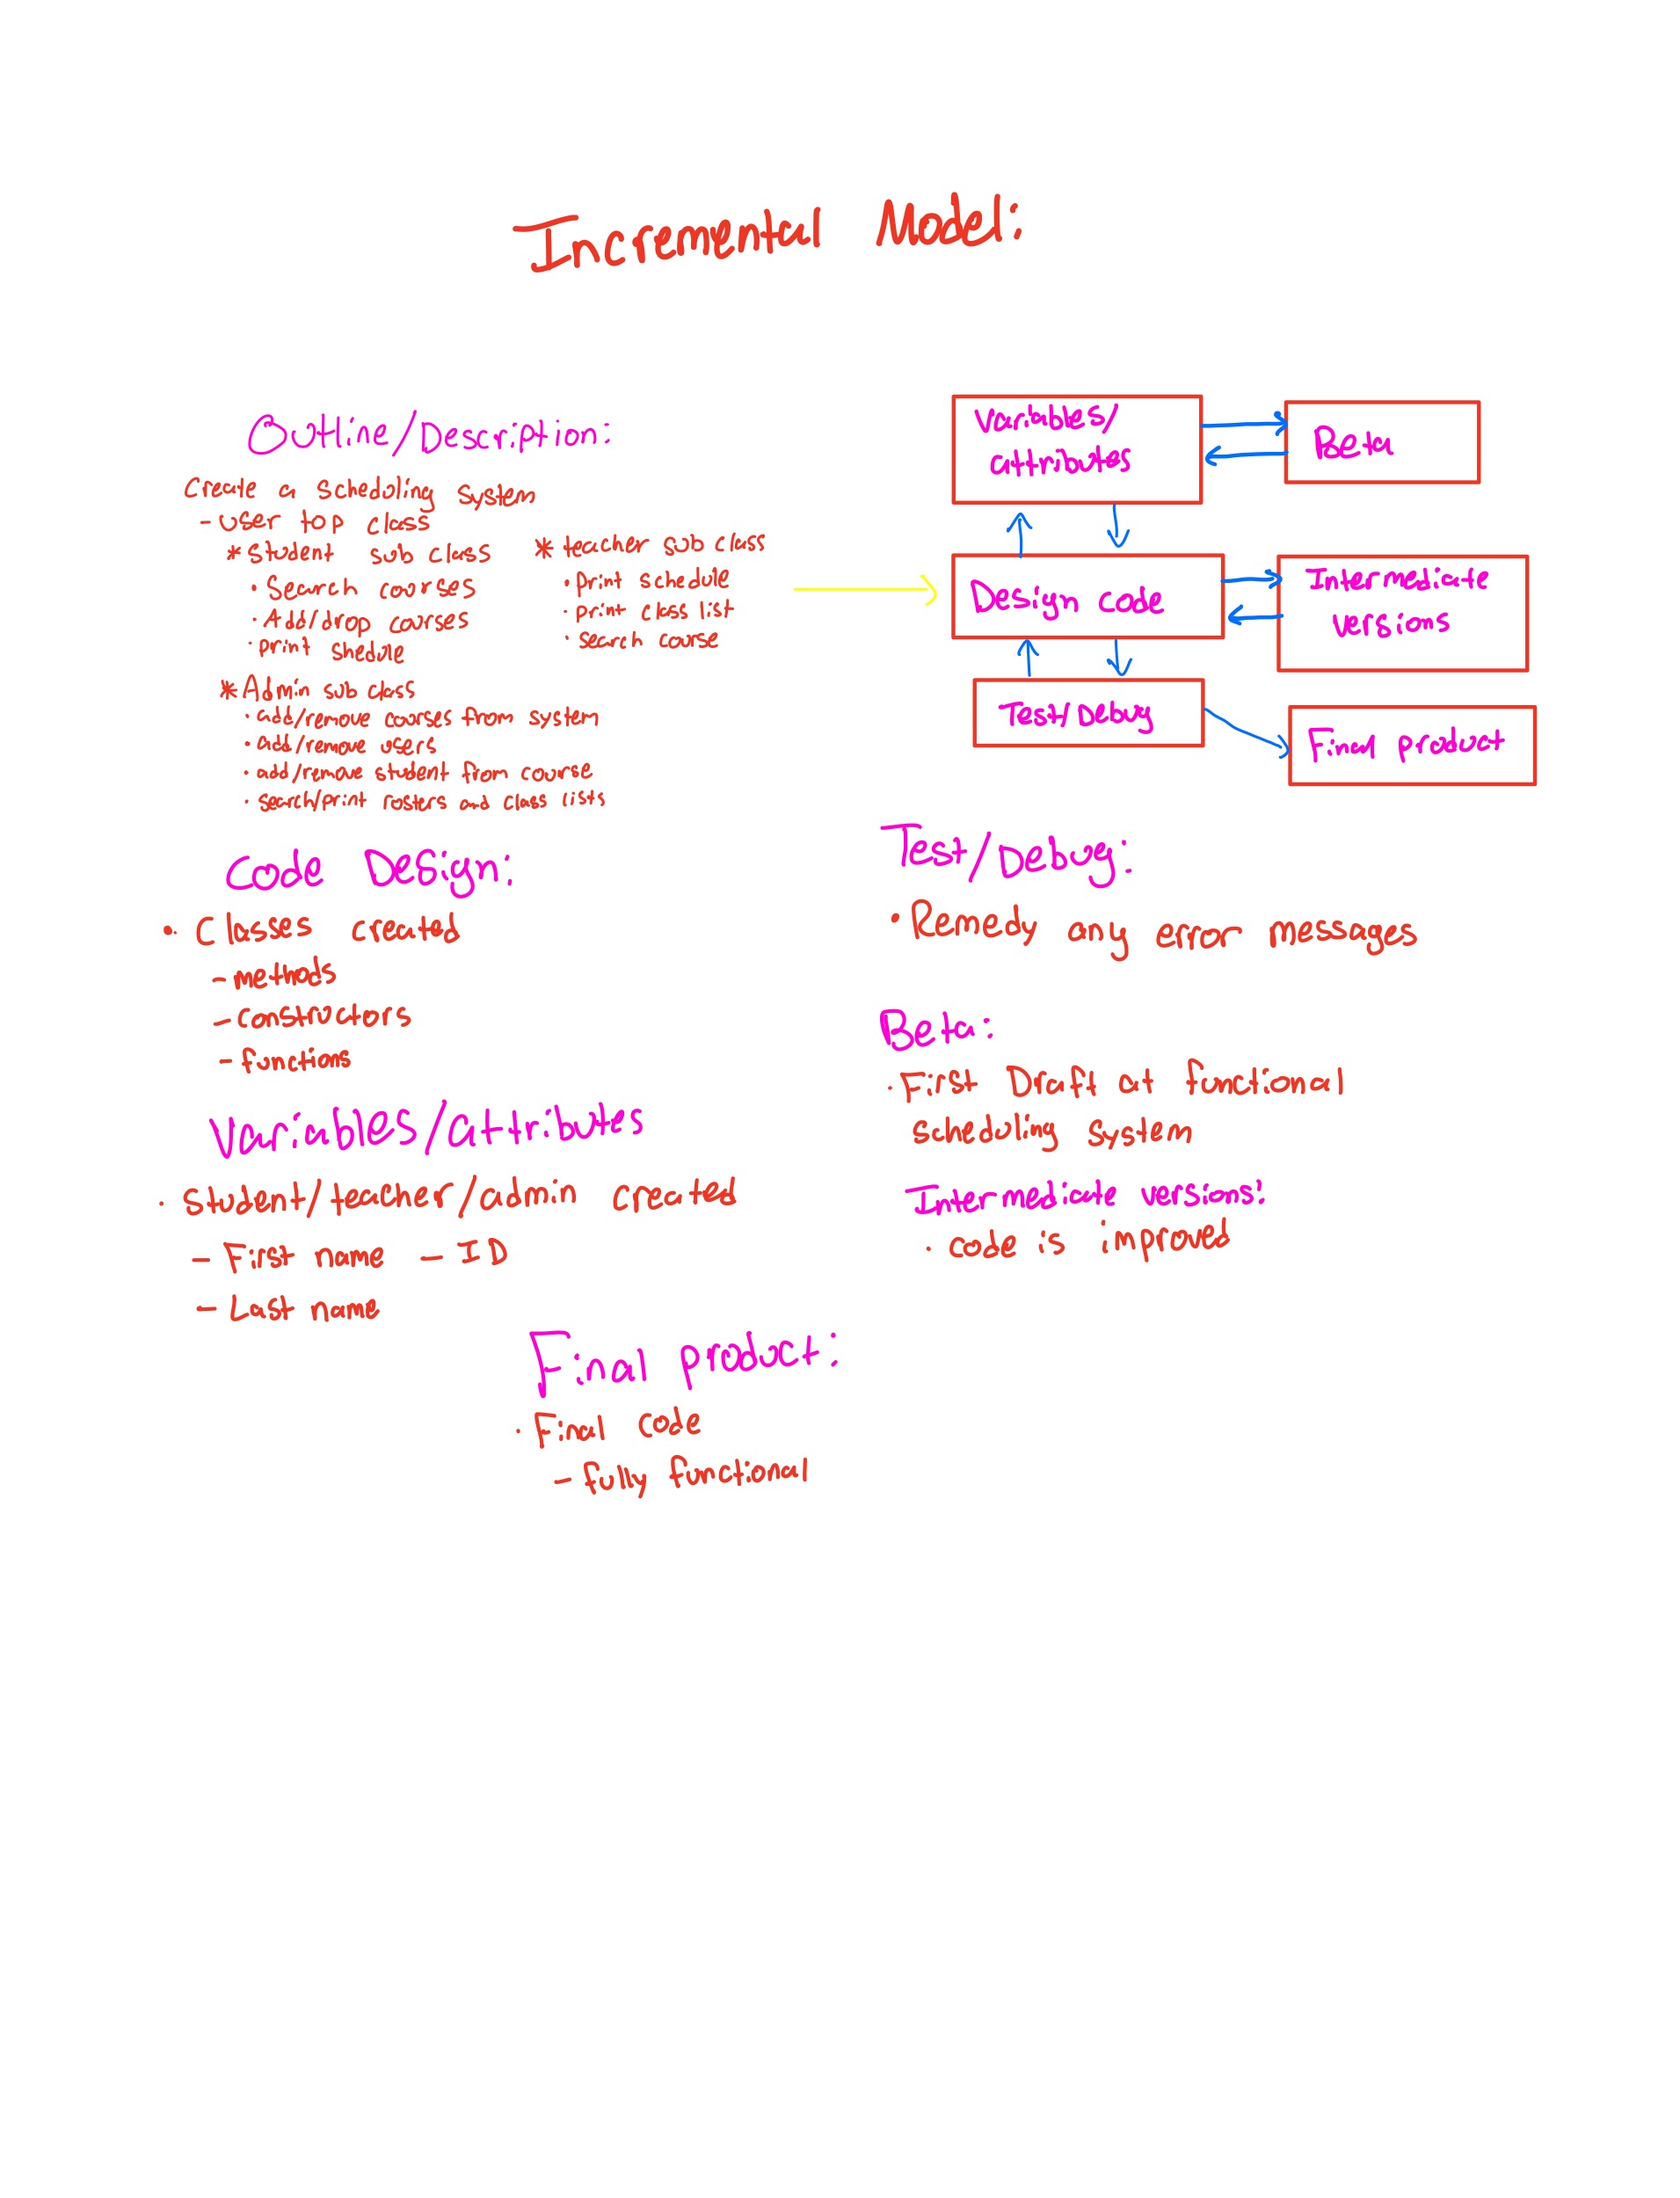 Incremental Model:
Outline/Description:
Create a scheduling system
- user top class
* student sub class
• Search courses
• Add/drop courses
• print shedule
* teacher sub class
• print schedule
• print class list
• search course
* Admin sub class
• add/remove courses from system
• add/remove users
• add/remove student from course
• search/print rosters and class lists
Variables/
attributes
Beta
Design code
Intermediate
versions
Test/Debug
Final product
Code Design:
• Classes created
- methods
- constructors
- functions
Variables/attributes
• student/teacher/admin created
- First name - ID
- Last name
Test/Debug:
• Remedy any error messages
Beta:
• First Draft at functional
scheduling system
Intermediate versions:
• code is improved
Final product:
• Final code
- fully functional